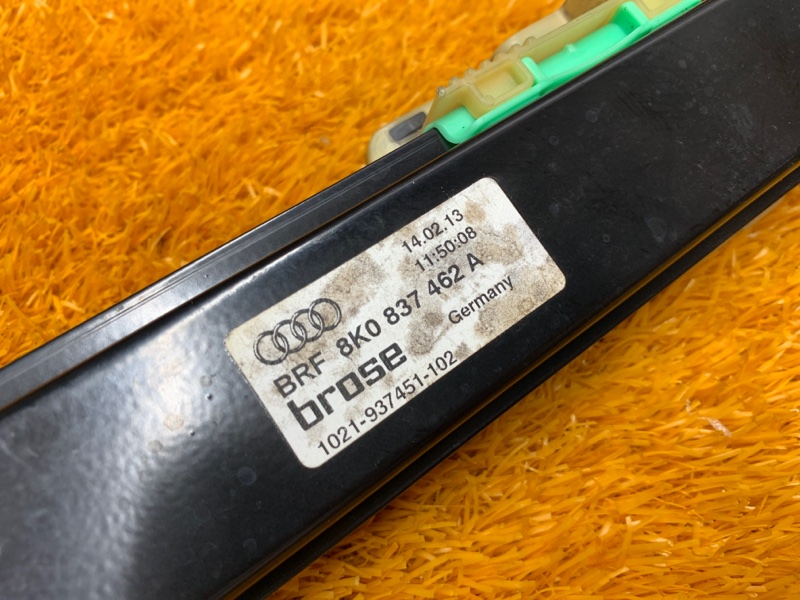 14.02.13
11:50:08
BRF 8K0 837 462 A
brose Germany
1021-937451-102